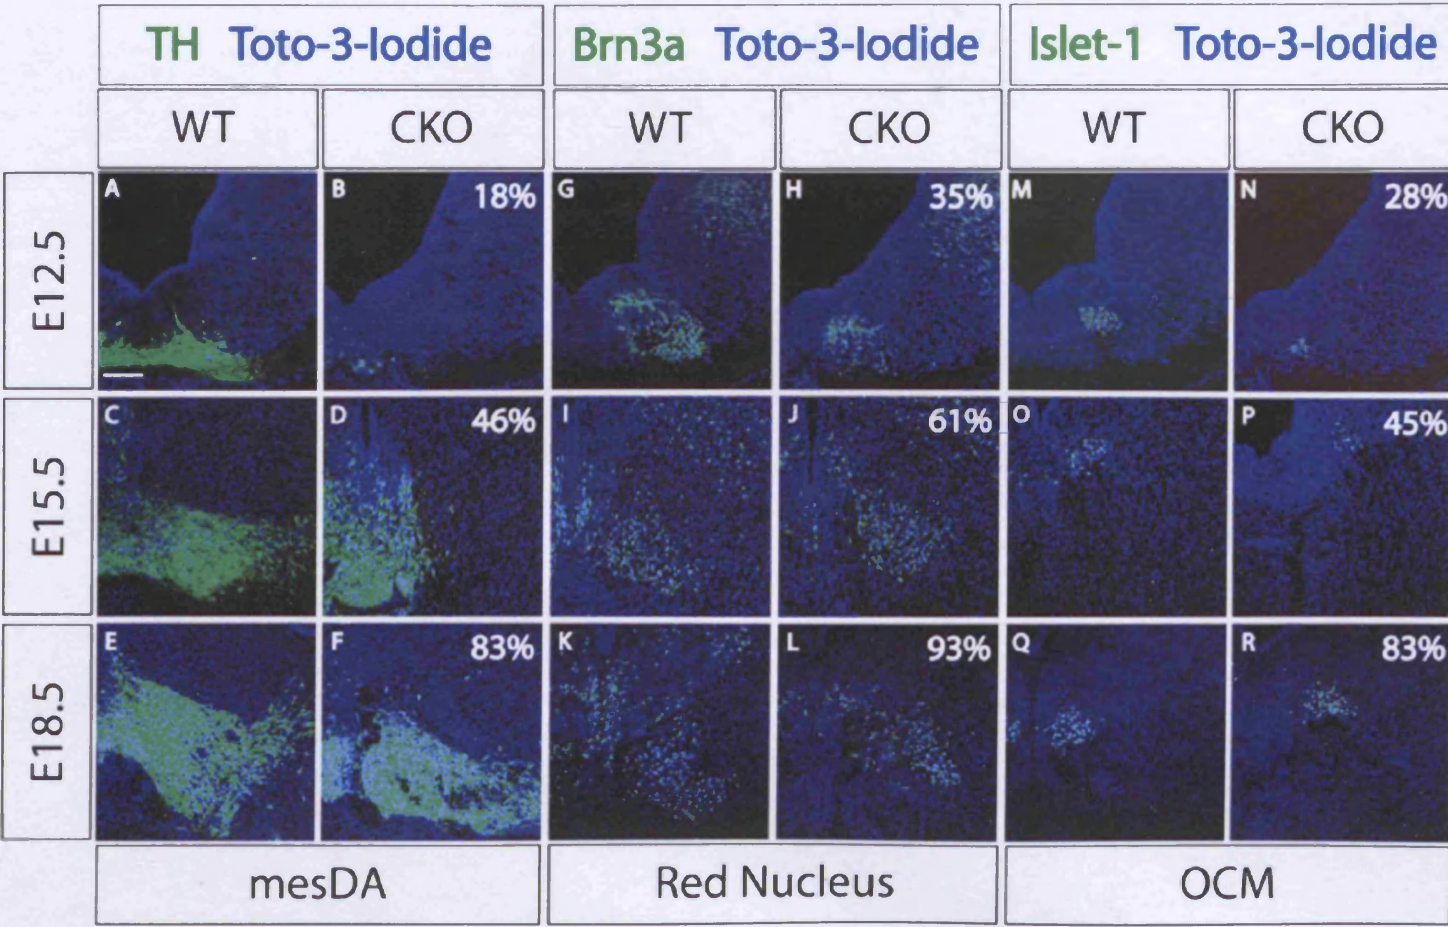 TH Toto-3-Iodide Brn3a Toto-3-Iodide Islet-1 Toto-3-Iodide
WT CKO WT CKO WT CKO
E12.5
A B 18% G H 35% M N 28%
E15.5
C D 46% I J 61% O P 45%
E18.5
E F 83% K L 93% Q R 83%
mesDA Red Nucleus OCM